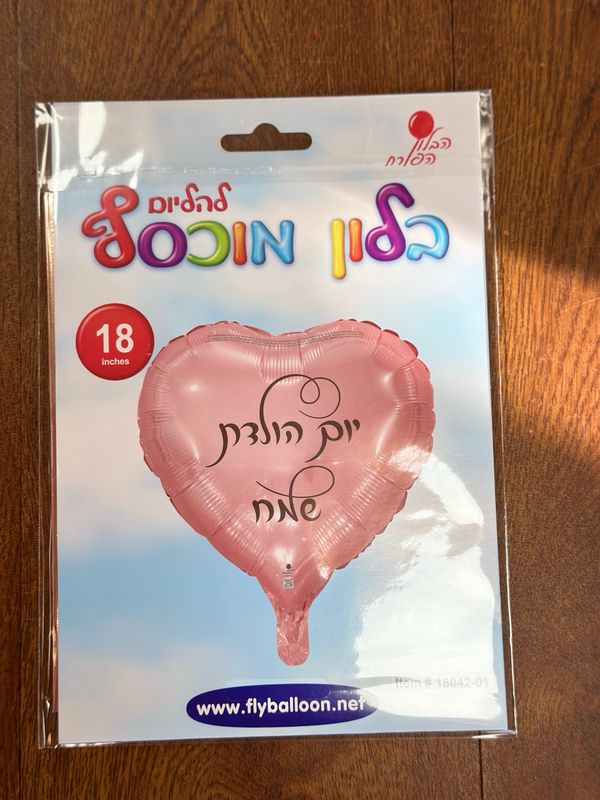 הבלון
הפורח
להליום
בלון מוכסף
18
inches
יום הולדת
שמח
Item # 18042-01
www.flyballoon.net